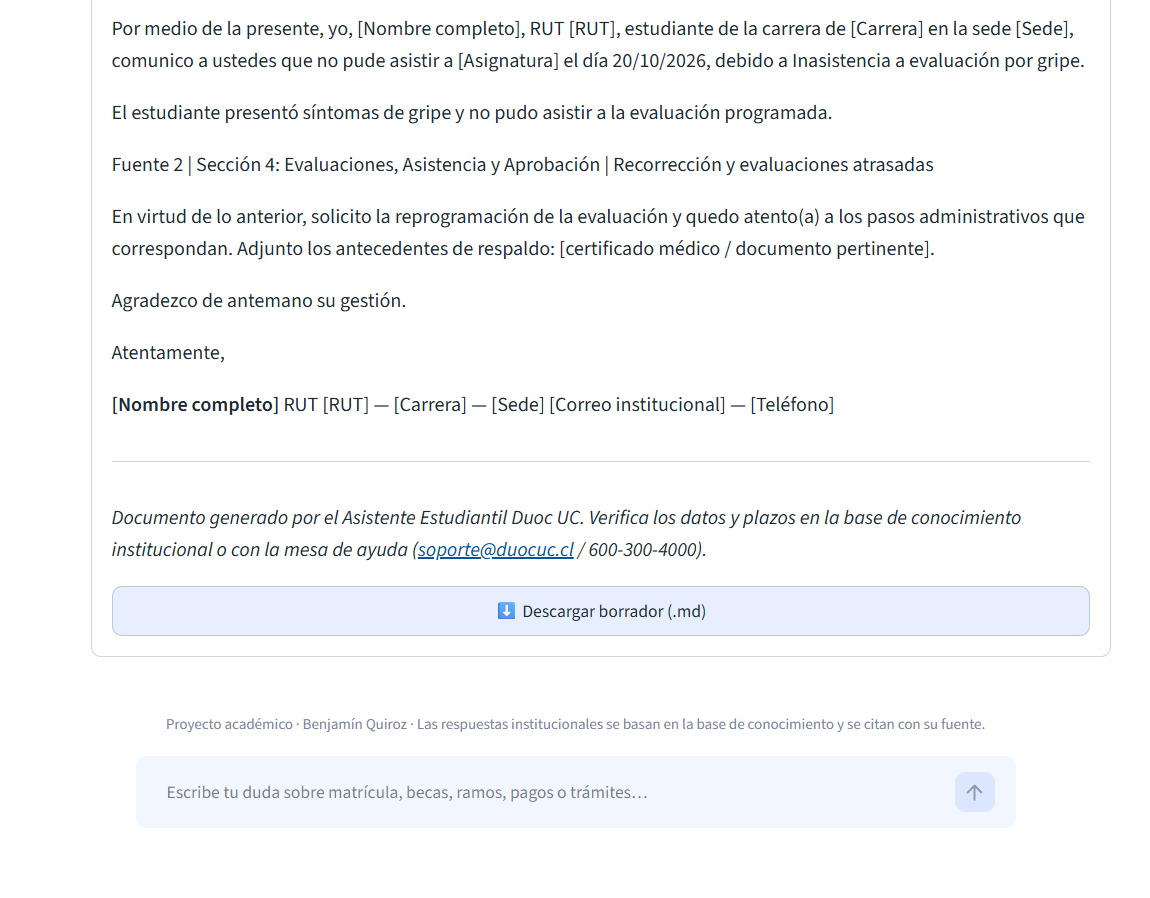 Por medio de la presente, yo, [Nombre completo], RUT [RUT], estudiante de la carrera de [Carrera] en la sede [Sede],
comunico a ustedes que no pude asistir a [Asignatura] el día 20/10/2026, debido a Inasistencia a evaluación por gripe.
El estudiante presentó síntomas de gripe y no pudo asistir a la evaluación programada.
Fuente 2 | Sección 4: Evaluaciones, Asistencia y Aprobación | Recorrección y evaluaciones atrasadas
En virtud de lo anterior, solicito la reprogramación de la evaluación y quedo atento(a) a los pasos administrativos que
correspondan. Adjunto los antecedentes de respaldo: [certificado médico / documento pertinente].
Agradezco de antemano su gestión.
Atentamente,
[Nombre completo] RUT [RUT] — [Carrera] — [Sede] [Correo institucional] — [Teléfono]
Documento generado por el Asistente Estudiantil Duoc UC. Verifica los datos y plazos en la base de conocimiento
institucional o con la mesa de ayuda (soporte@duocuc.cl / 600-300-4000).
⬇️ Descargar borrador (.md)
Proyecto académico · Benjamín Quiroz · Las respuestas institucionales se basan en la base de conocimiento y se citan con su fuente.
Escribe tu duda sobre matrícula, becas, ramos, pagos o trámites…